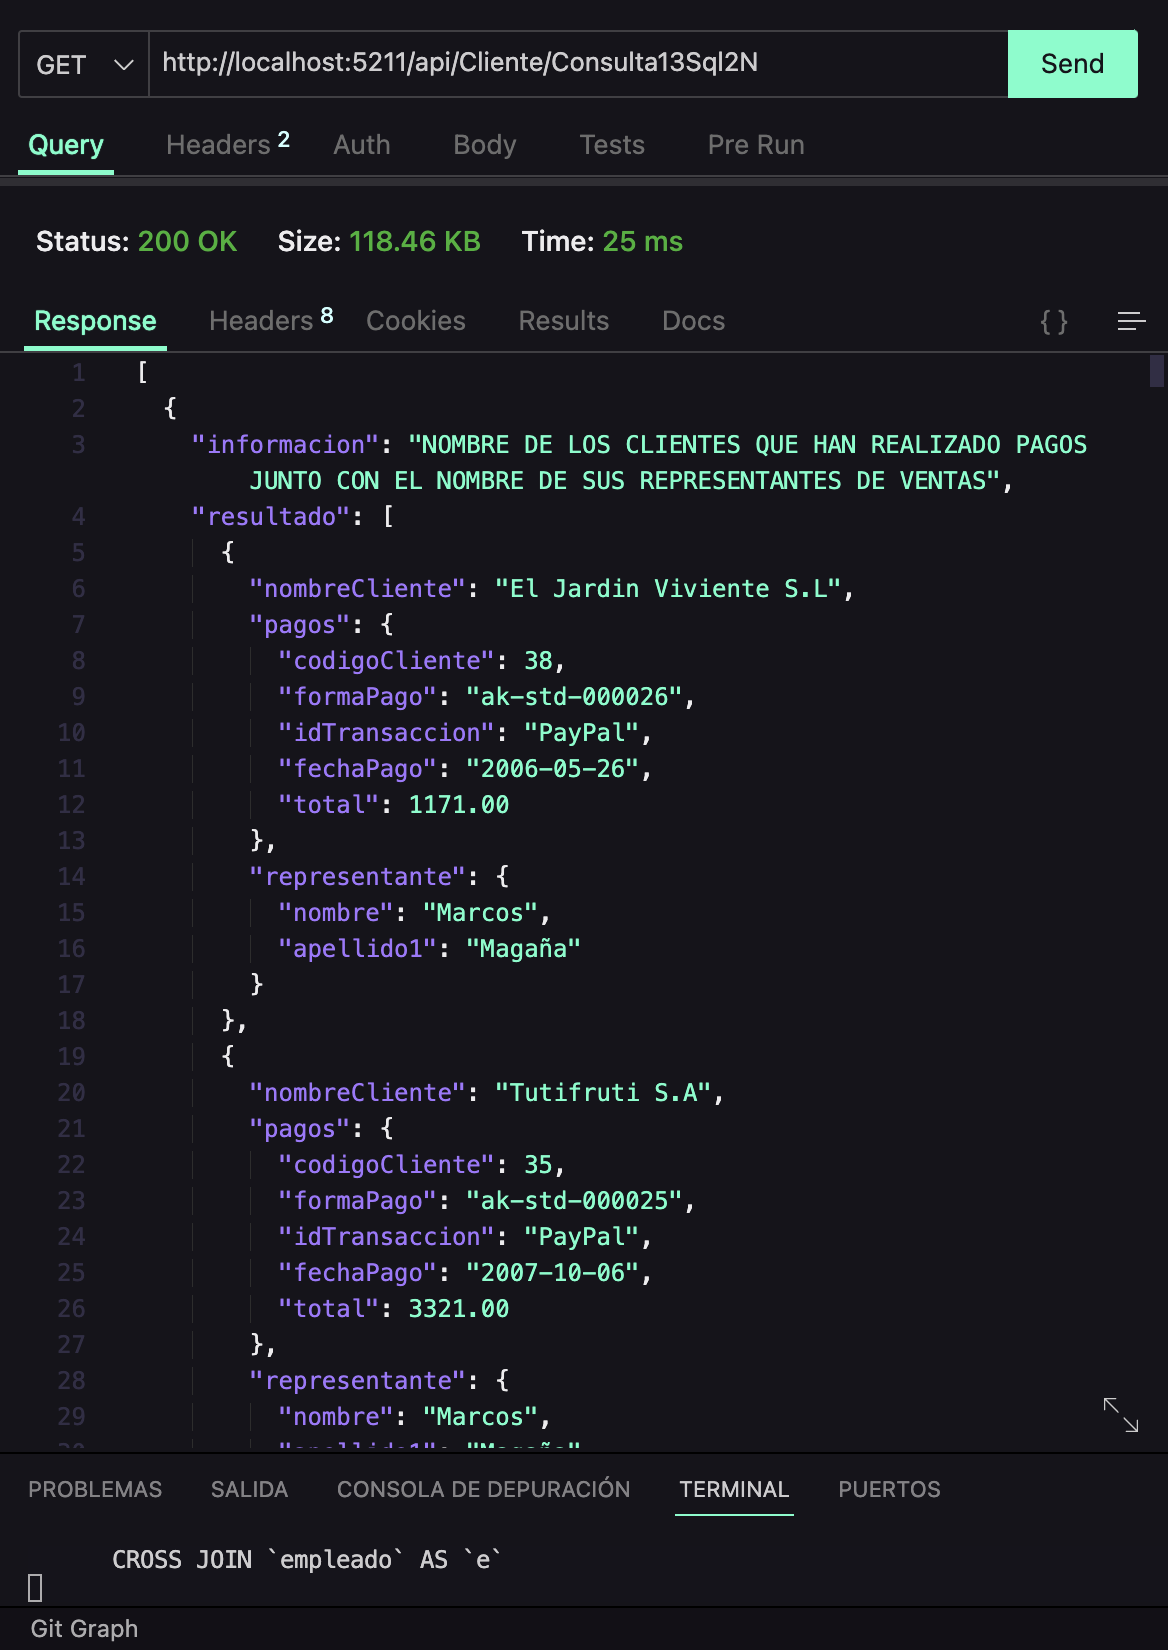 GET http://localhost:5211/api/Cliente/Consulta13Sql2N Send
Query Headers 2 Auth Body Tests Pre Run
Status: 200 OK Size: 118.46 KB Time: 25 ms
Response Headers 8 Cookies Results Docs { }
1 [
2 {
3 "informacion": "NOMBRE DE LOS CLIENTES QUE HAN REALIZADO PAGOS
JUNTO CON EL NOMBRE DE SUS REPRESENTANTES DE VENTAS",
4 "resultado": [
5 {
6 "nombreCliente": "El Jardin Viviente S.L",
7 "pagos": {
8 "codigoCliente": 38,
9 "formaPago": "ak-std-000026",
10 "idTransaccion": "PayPal",
11 "fechaPago": "2006-05-26",
12 "total": 1171.00
13 },
14 "representante": {
15 "nombre": "Marcos",
16 "apellido1": "Magaña"
17 }
18 },
19 {
20 "nombreCliente": "Tutifruti S.A",
21 "pagos": {
22 "codigoCliente": 35,
23 "formaPago": "ak-std-000025",
24 "idTransaccion": "PayPal",
25 "fechaPago": "2007-10-06",
26 "total": 3321.00
27 },
28 "representante": {
29 "nombre": "Marcos",
30 "apellido1": "Magaña"
PROBLEMAS SALIDA CONSOLA DE DEPURACIÓN TERMINAL PUERTOS
CROSS JOIN `empleado` AS `e`
Git Graph